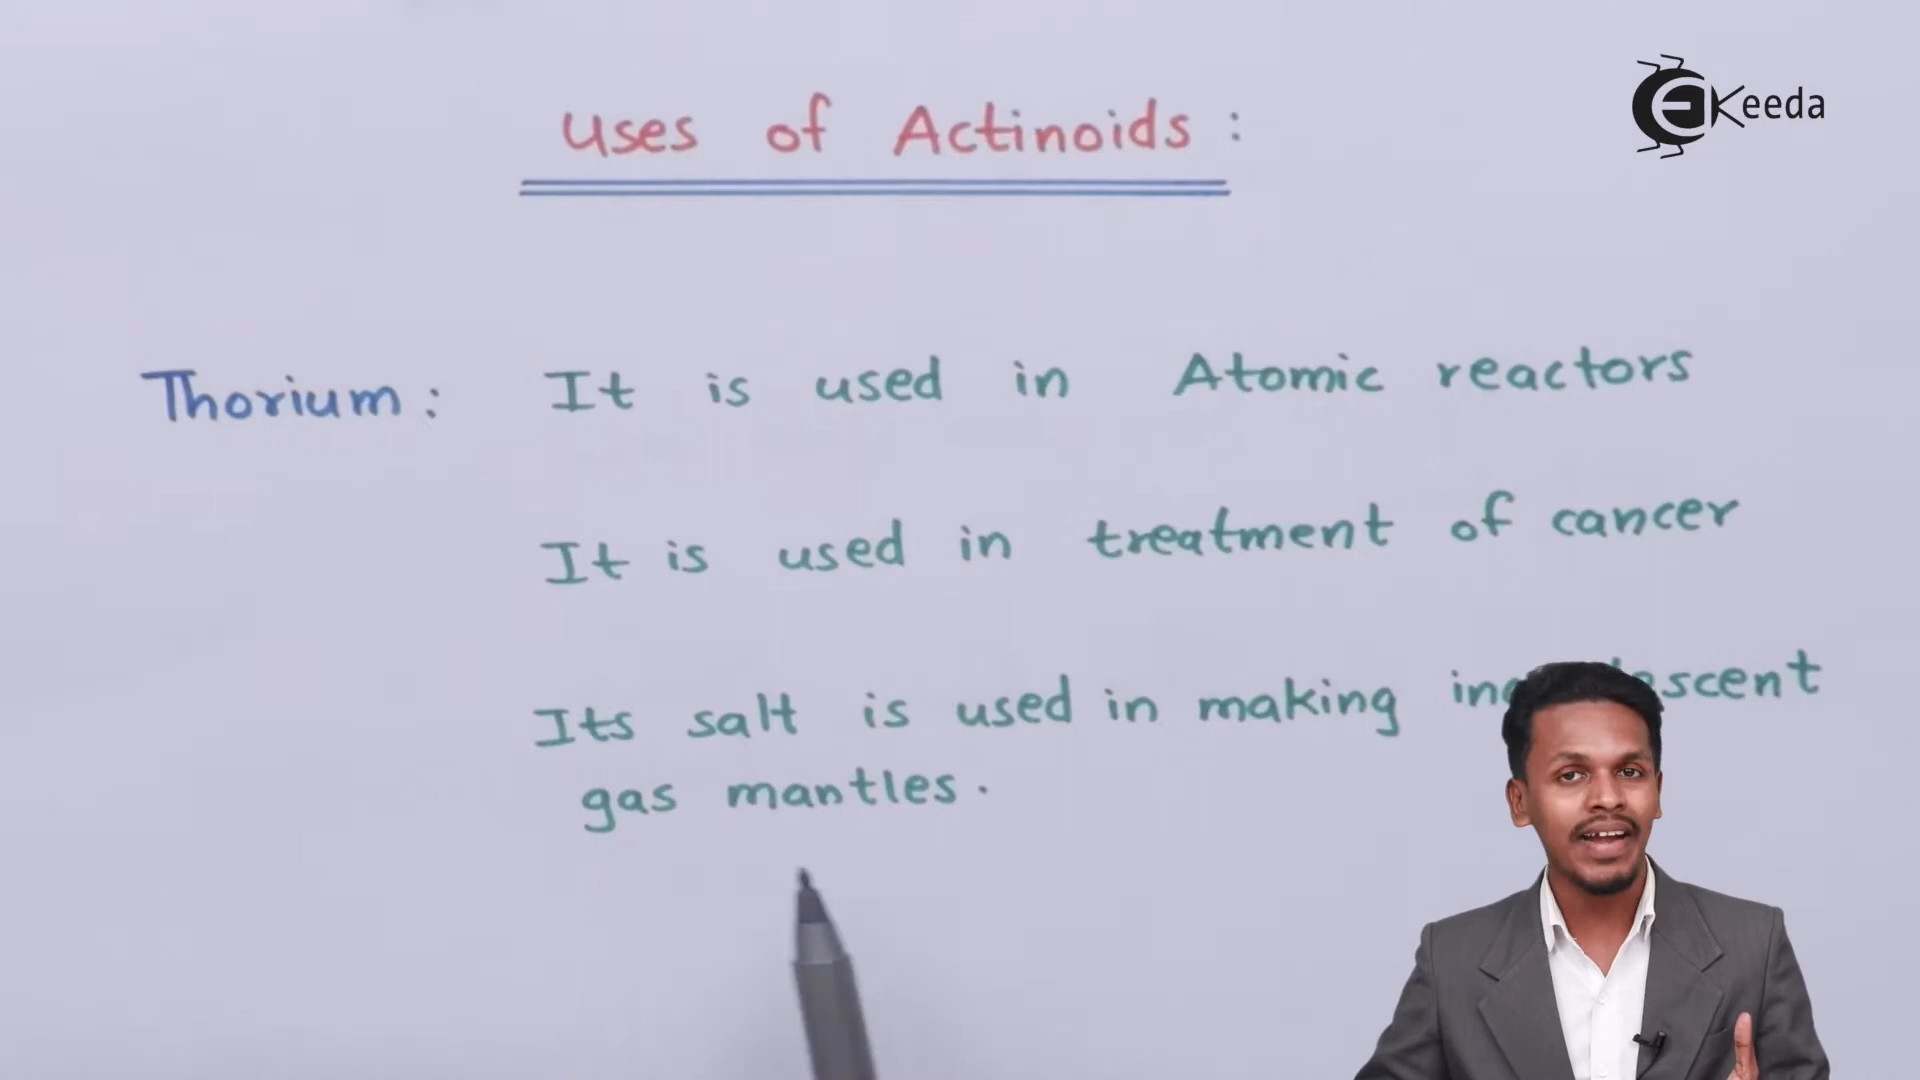 Uses of Actinoids :
EKeeda
Thorium : It is used in Atomic reactors
It is used in treatment of cancer
Its salt is used in making
gas mantles.